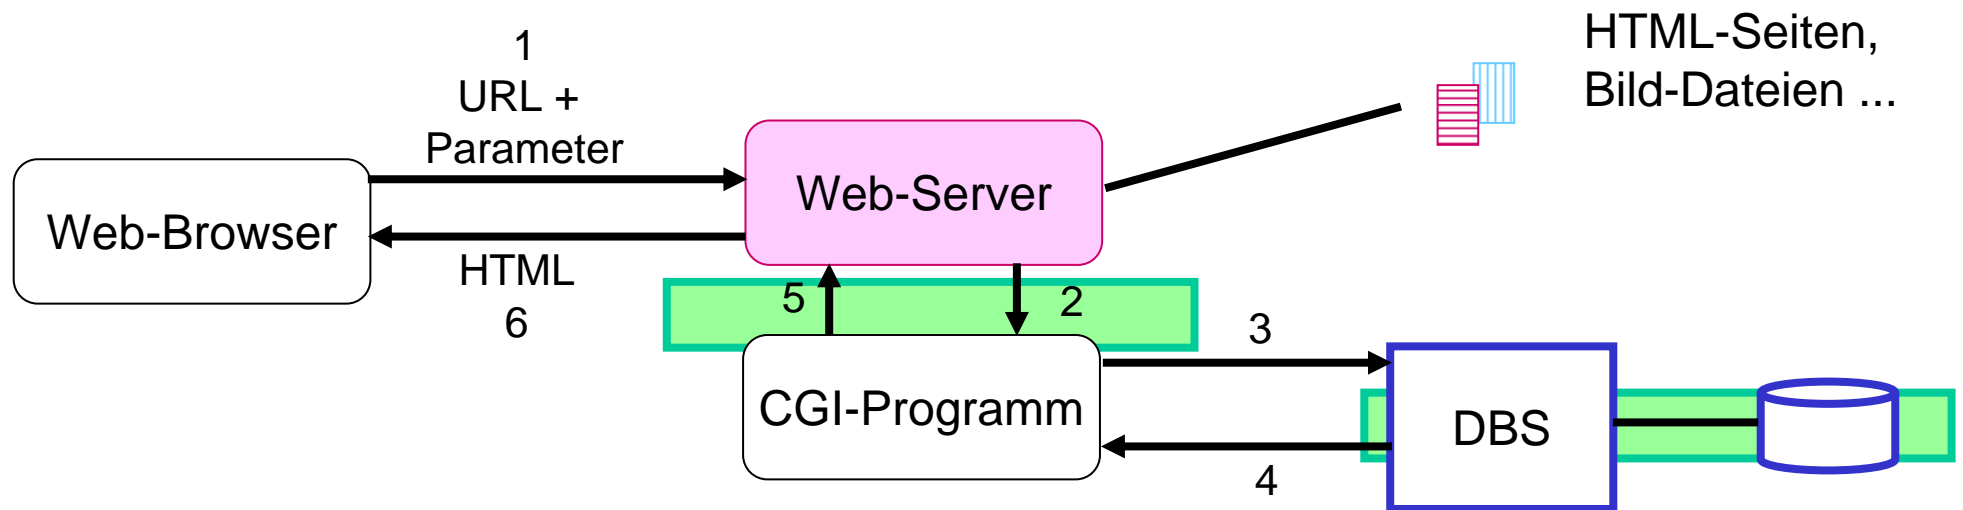 HTML-Seiten,
Bild-Dateien ...
1
URL +
Parameter
Web-Server
Web-Browser
HTML
6
5
2
3
CGI-Programm
DBS
4